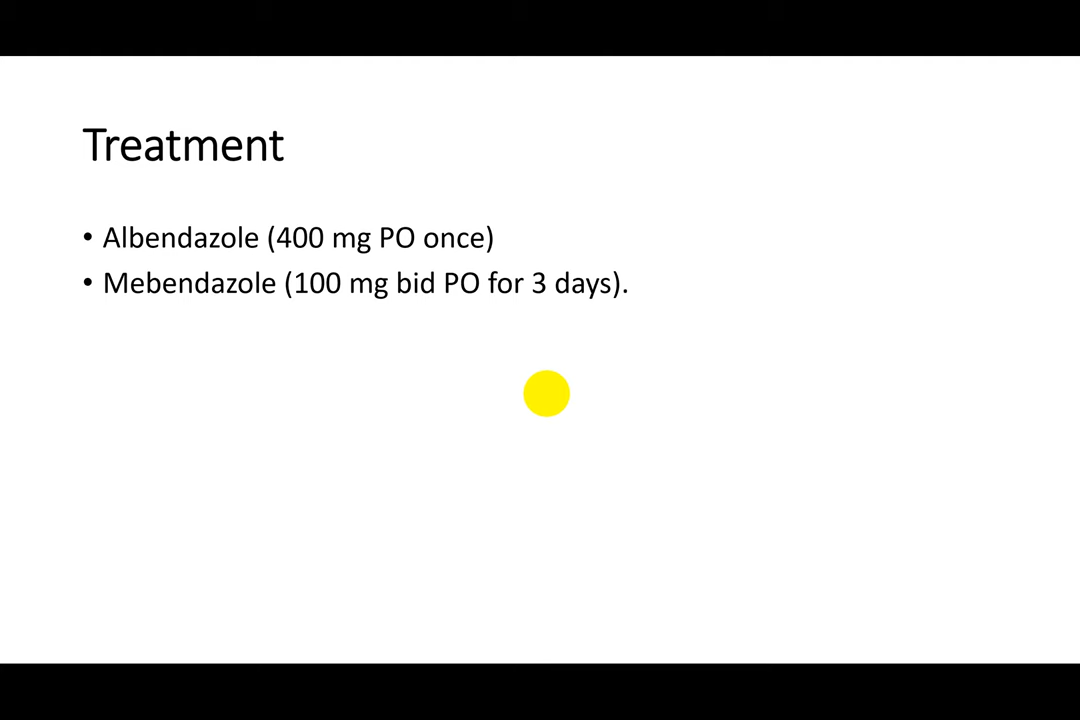 Treatment
• Albendazole (400 mg PO once)
• Mebendazole (100 mg bid PO for 3 days).